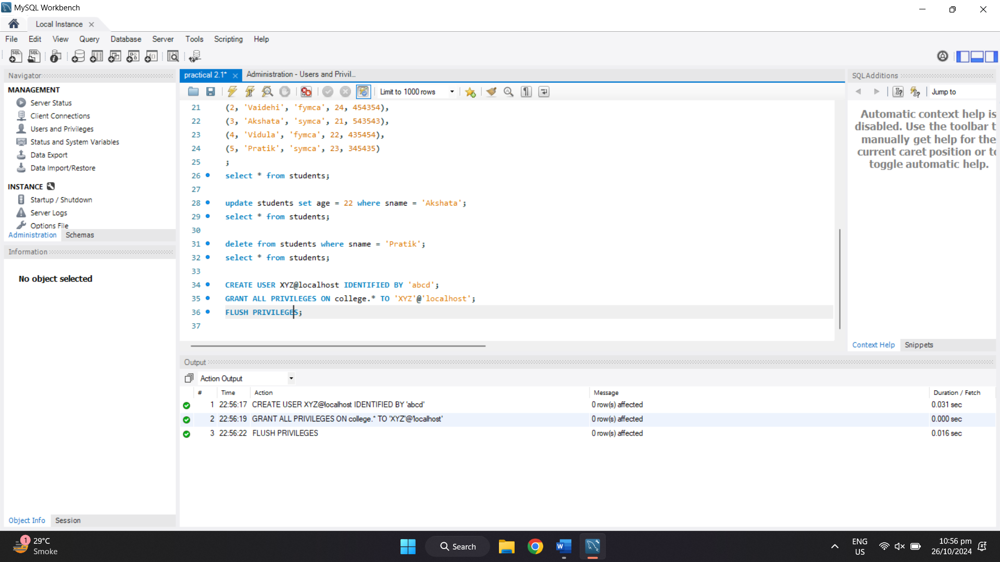 MySQL Workbench
Local Instance
File Edit View Query Database Server Tools Scripting Help
Navigator
MANAGEMENT
Server Status
Client Connections
Users and Privileges
Status and System Variables
Data Export
Data Import/Restore
INSTANCE
Startup / Shutdown
Server Logs
Options File
Administration Schemas
Information
No object selected
Object Info Session
practical 2.1* Administration - Users and Privil...
Limit to 1000 rows
21 (2, 'Vaidehi', 'fymca', 24, 454354),
22 (3, 'Akshata', 'symca', 21, 543543),
23 (4, 'Vidula', 'fymca', 22, 435454),
24 (5, 'Pratik', 'symca', 23, 345435)
25 ;
26 select * from students;
27
28 update students set age = 22 where sname = 'Akshata';
29 select * from students;
30
31 delete from students where sname = 'Pratik';
32 select * from students;
33
34 CREATE USER XYZ@localhost IDENTIFIED BY 'abcd';
35 GRANT ALL PRIVILEGES ON college.* TO 'XYZ'@'localhost';
36 FLUSH PRIVILEGES;
37
SQLAdditions
Jump to
Automatic context help is
disabled. Use the toolbar t
manually get help for the
current caret position or to
toggle automatic help.
Context Help Snippets
Output
Action Output
# Time Action Message Duration / Fetch
1 22:56:17 CREATE USER XYZ@localhost IDENTIFIED BY 'abcd' 0 row(s) affected 0.031 sec
2 22:56:19 GRANT ALL PRIVILEGES ON college.* TO 'XYZ'@'localhost' 0 row(s) affected 0.000 sec
3 22:56:22 FLUSH PRIVILEGES 0 row(s) affected 0.016 sec
1
29°C
Smoke
Search
ENG
US
10:56 pm
26/10/2024